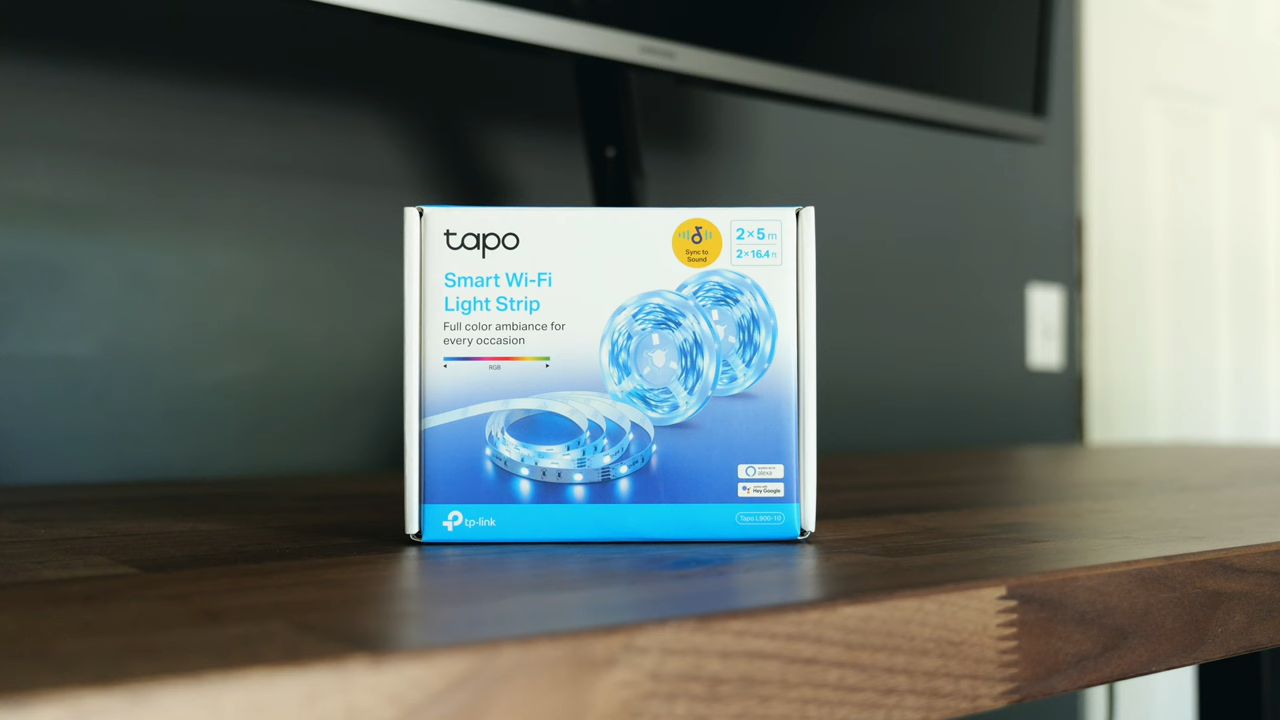 tapo
Smart Wi-Fi
Light Strip
Full color ambiance for
every occasion
RGB
Sync to
Sound
2×5 m
2×16.4 ft
alexa
Hey Google
tp-link
Tapo L900-10